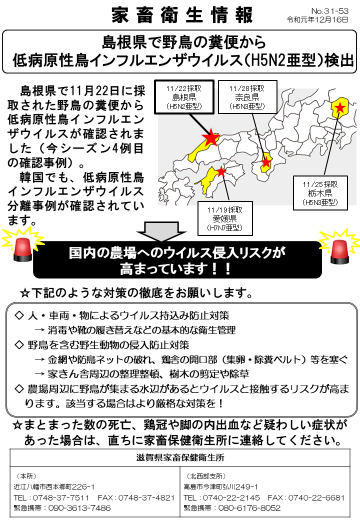 家畜衛生情報
No.31-53
令和元年12月16日
島根県で野鳥の糞便から
低病原性鳥インフルエンザウイルス(H5N2亜型)検出
島根県で11月22日に採
取された野鳥の糞便から
低病原性鳥インフルエン
ザウイルスが確認されま
した（今シーズン4例目
の確認事例）。
韓国でも、低病原性鳥
インフルエンザウイルス
分離事例が確認されてい
ます。
11/22採取
島根県
(H5N2亜型)
11/28採取
奈良県
(H5N3亜型)
11/25採取
栃木県
(H5N3亜型)
11/19採取
愛媛県
(H7N7亜型)
国内の農場へのウイルス侵入リスクが
高まっています！！
☆下記のような対策の徹底をお願いします。
◇ 人・車両・物によるウイルス持込み防止対策
→ 消毒や靴の履き替えなどの基本的な衛生管理
◇ 野鳥を含む野生動物の侵入防止対策
→ 金網や防鳥ネットの破れ、鶏舎の開口部（集卵・除糞ベルト）等を塞ぐ
→ 家きん舎周辺の整理整頓、樹木の剪定や除草
◇ 農場周辺に野鳥が集まる水辺があるとウイルスと接触するリスクが高ま
ります。該当する場合はより厳格な対策を！
☆まとまった数の死亡、鶏冠や脚の内出血など疑わしい症状が
あった場合は、直ちに家畜保健衛生所に連絡してください。
滋賀県家畜保健衛生所
（本所）
近江八幡市西本郷町226-1
TEL：0748-37-7511 FAX：0748-37-4821
緊急携帯：090-3613-7486
（北西部支所）
高島市今津町弘川249-1
TEL：0740-22-2145 FAX：0740-22-6681
緊急携帯：080-6176-8052